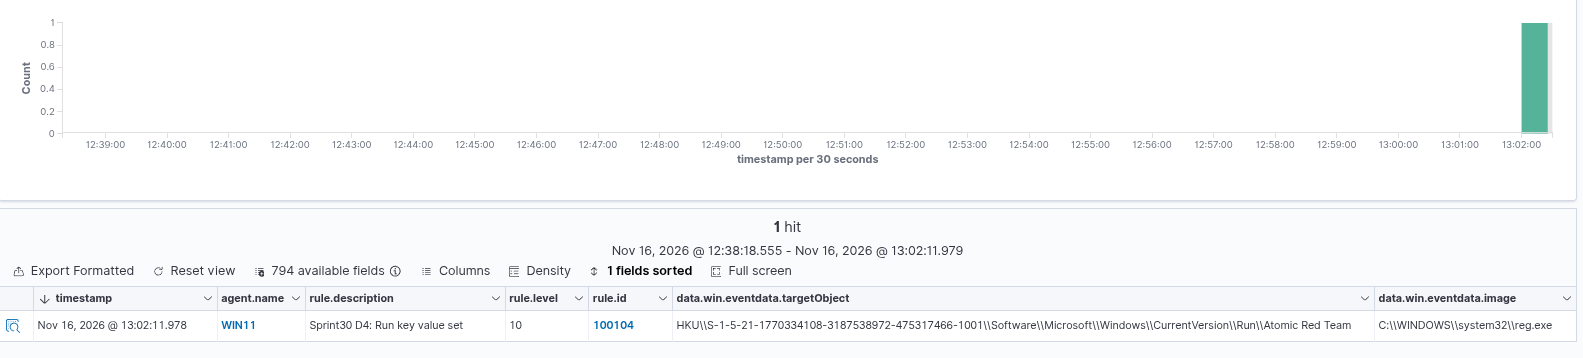 1
0.8
0.6
0.4
0.2
0
Count
12:39:00 12:40:00 12:41:00 12:42:00 12:43:00 12:44:00 12:45:00 12:46:00 12:47:00 12:48:00 12:49:00 12:50:00 12:51:00 12:52:00 12:53:00 12:54:00 12:55:00 12:56:00 12:57:00 12:58:00 12:59:00 13:00:00 13:01:00 13:02:00
timestamp per 30 seconds
1 hit
Nov 16, 2026 @ 12:38:18.555 - Nov 16, 2026 @ 13:02:11.979
Export Formatted Reset view 794 available fields Columns Density 1 fields sorted Full screen
timestamp agent.name rule.description rule.level rule.id data.win.eventdata.targetObject data.win.eventdata.image
Nov 16, 2026 @ 13:02:11.978 WIN11 Sprint30 D4: Run key value set 10 100104 HKU\\S-1-5-21-1770334108-3187538972-475317466-1001\\Software\\Microsoft\\Windows\\CurrentVersion\\Run\\Atomic Red Team C:\\WINDOWS\\system32\\reg.exe